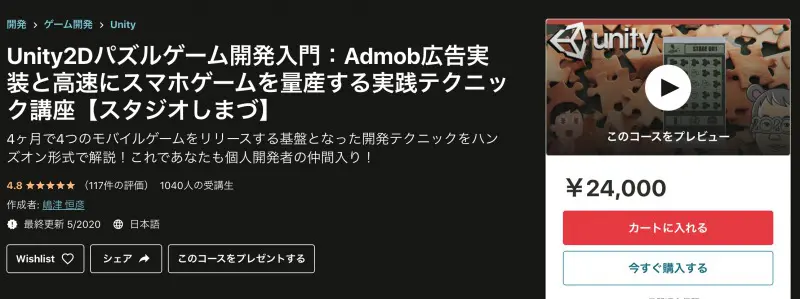 開発 > ゲーム開発 > Unity
Unity2Dパズルゲーム開発入門：Admob広告実
装と高速にスマホゲームを量産する実践テクニッ
ク講座【スタジオしまづ】
4ヶ月で4つのモバイルゲームをリリースする基盤となった開発テクニックをハン
ズオン形式で解説！これであなたも個人開発者の仲間入り！
4.8 ★★★★★ （117件の評価） 1040人の受講生
作成者: 嶋津 恒彦
最終更新 5/2020 日本語
Wishlist シェア このコースをプレゼントする
unity
このコースをプレビュー
￥24,000
カートに入れる
今すぐ購入する